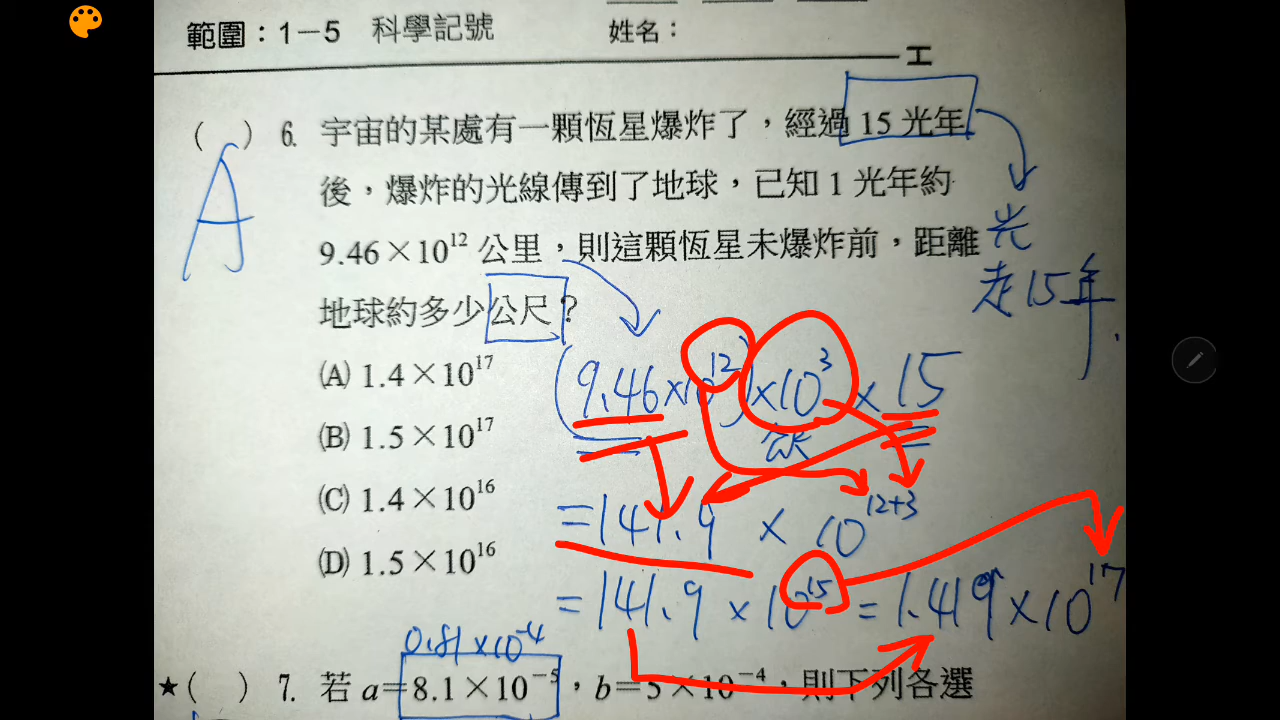 範圍：1－5 科學記號 姓名：
( ) 6. 宇宙的某處有一顆恆星爆炸了，經過 15 光年
後，爆炸的光線傳到了地球，已知 1 光年約
9.46×10¹² 公里，則這顆恆星未爆炸前，距離
地球約多少公尺？
A
光
走15年
(A) 1.4×10¹⁷
(B) 1.5×10¹⁷
(C) 1.4×10¹⁶
(D) 1.5×10¹⁶
(9.46×10¹²)×10³×15
公尺
=141.9 × 10¹²⁺³
=141.9×10¹⁵=1.419×10¹⁷
0.81×10⁻⁴
★( ) 7. 若 a＝8.1×10⁻⁵，b＝5×10⁻⁴，則下列各選